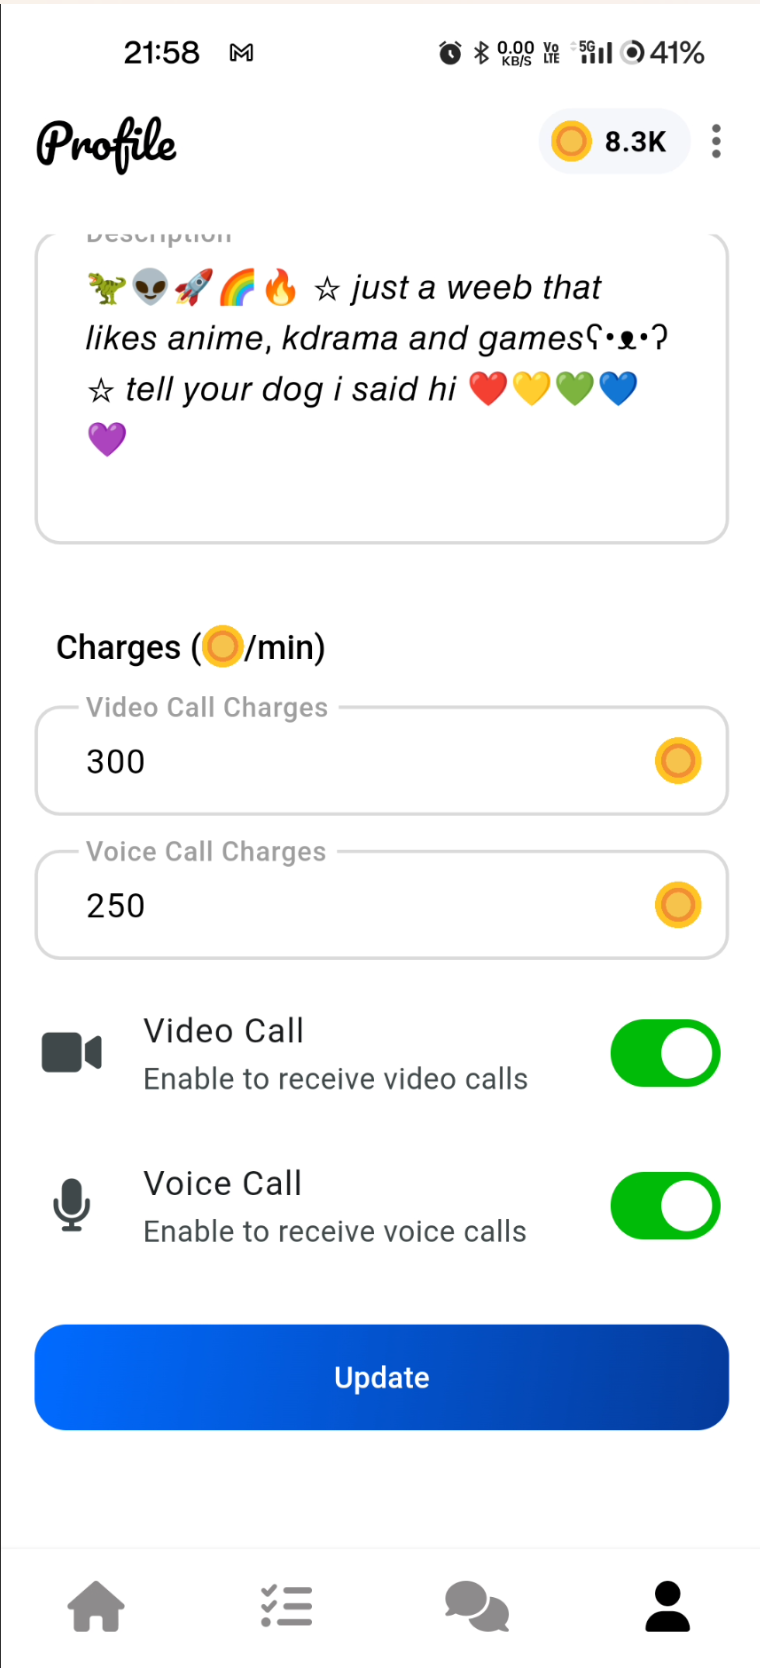 21:58
0.00 KB/S VoLTE 5G 41%
Profile
8.3K
Description
🦖👽🚀🌈🔥 ☆ just a weeb that
likes anime, kdrama and gamesʕ•ᴥ•ʔ
☆ tell your dog i said hi ❤️💛💚💙
💜
Charges (/min)
Video Call Charges
300
Voice Call Charges
250
Video Call
Enable to receive video calls
Voice Call
Enable to receive voice calls
Update